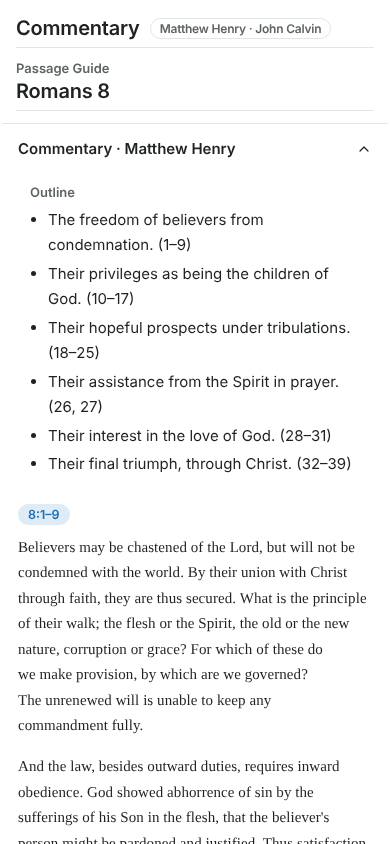 Commentary
Matthew Henry · John Calvin
Passage Guide
Romans 8
Commentary · Matthew Henry
Outline
• The freedom of believers from
condemnation. (1–9)
• Their privileges as being the children of
God. (10–17)
• Their hopeful prospects under tribulations.
(18–25)
• Their assistance from the Spirit in prayer.
(26, 27)
• Their interest in the love of God. (28–31)
• Their final triumph, through Christ. (32–39)
8:1–9
Believers may be chastened of the Lord, but will not be
condemned with the world. By their union with Christ
through faith, they are thus secured. What is the principle
of their walk; the flesh or the Spirit, the old or the new
nature, corruption or grace? For which of these do
we make provision, by which are we governed?
The unrenewed will is unable to keep any
commandment fully.
And the law, besides outward duties, requires inward
obedience. God showed abhorrence of sin by the
sufferings of his Son in the flesh, that the believer's
person might be pardoned and justified. Thus satisfaction